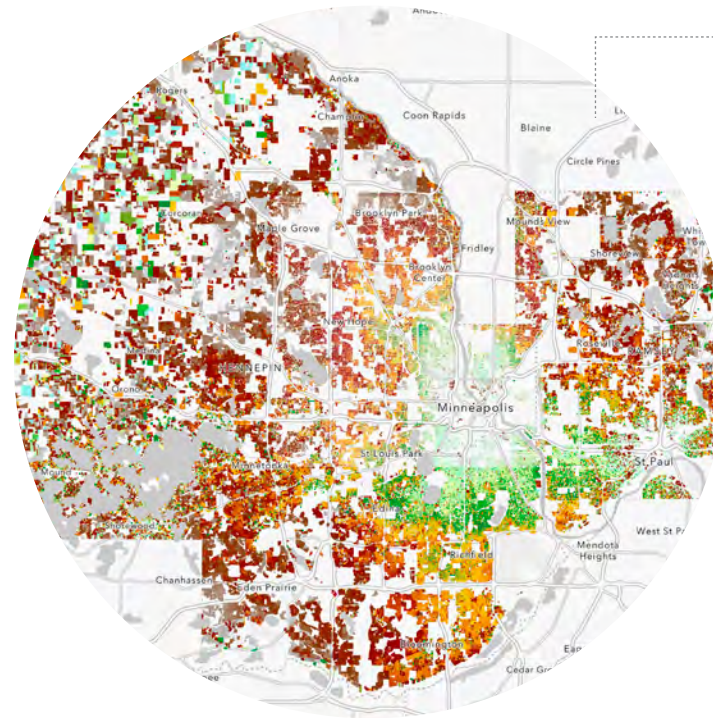 Anoka
Rogers
Coon Rapids
Champlin
Blaine
Circle Pines
Corcoran
Brooklyn Park
Mounds View
Maple Grove
Fridley
Shoreview
Brooklyn
Center
New Hope
Roseville
Medina
HENNEPIN
Orono
Minneapolis
St Louis Park
St Paul
Minnetonka
Mound
Edina
Shorewood
West St P
Richfield
Mendota
Heights
Chanhassen
Eden Prairie
Bloomington
Cedar Gro